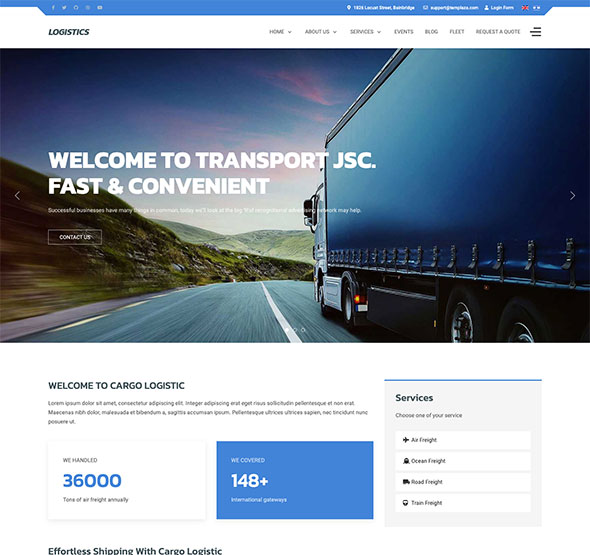 1826 Locust Street, Bainbridge support@templaza.com Login Form
LOGISTICS HOME ABOUT US SERVICES EVENTS BLOG FLEET REQUEST A QUOTE
WELCOME TO TRANSPORT JSC.
FAST & CONVENIENT
Successful businesses have many things in common, today we'll look at the big 'R'of recognitional advertising network may help.
CONTACT US
WELCOME TO CARGO LOGISTIC
Lorem ipsum dolor sit amet, consectetur adipiscing elit. Integer adipiscing erat eget risus sollicitudin pellentesque et non erat.
Maecenas nibh dolor, malesuada et bibendum a, sagittis accumsan ipsum. Pellentesque ultrices ultrices sapien, nec tincidunt nunc
posuere ut.
WE HANDLED
36000
Tons of air freight annually
WE COVERED
148+
International gateways
Services
Choose one of your service
Air Freight
Ocean Freight
Road Freight
Train Freight
Effortless Shipping With Cargo Logistic